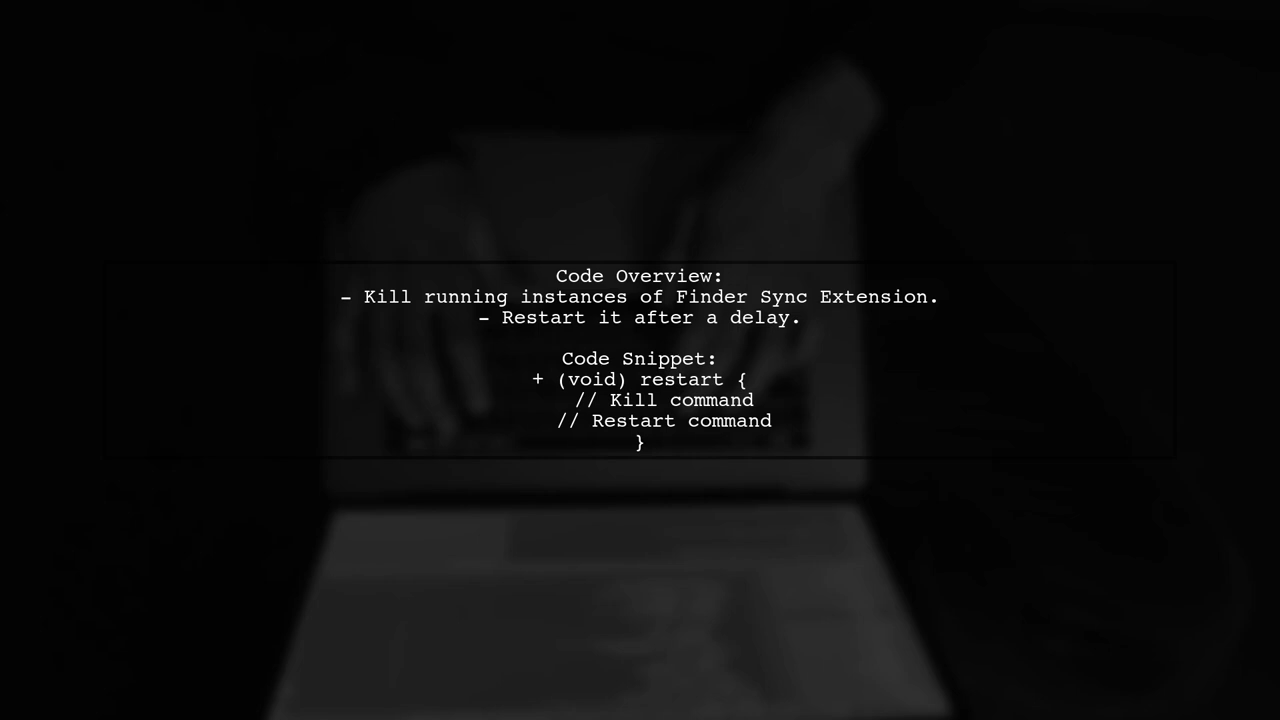 Code Overview:
- Kill running instances of Finder Sync Extension.
- Restart it after a delay.

Code Snippet:
+ (void) restart {
// Kill command
// Restart command
}